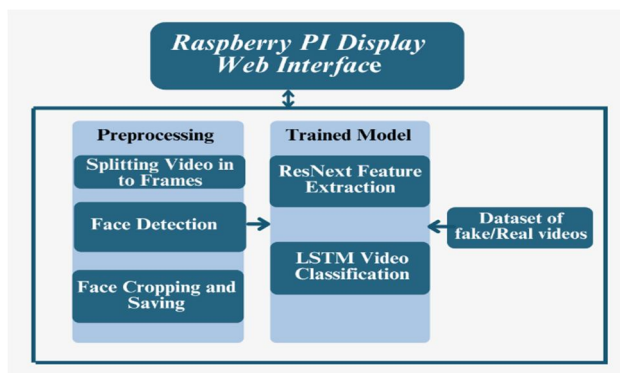 Raspberry PI Display
Web Interface
Preprocessing
Splitting Video in
to Frames
Face Detection
Face Cropping and
Saving
Trained Model
ResNext Feature
Extraction
LSTM Video
Classification
Dataset of
fake/Real videos